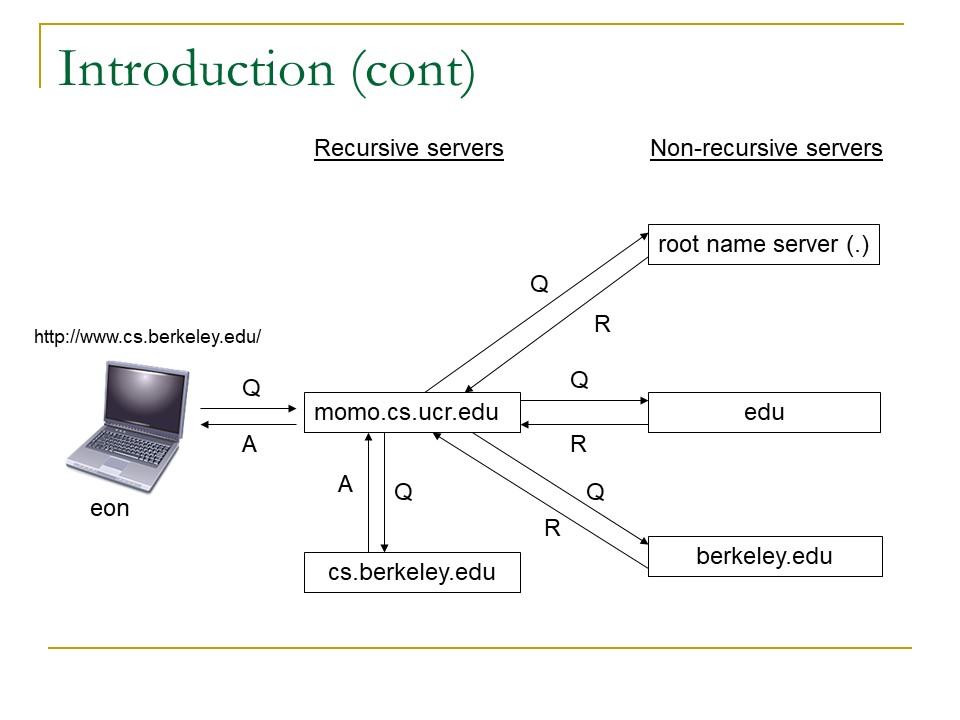 Introduction (cont)
Recursive servers
Non-recursive servers
root name server (.)
Q
R
http://www.cs.berkeley.edu/
Q
Q
momo.cs.ucr.edu
edu
A
R
A
Q
Q
eon
R
berkeley.edu
cs.berkeley.edu